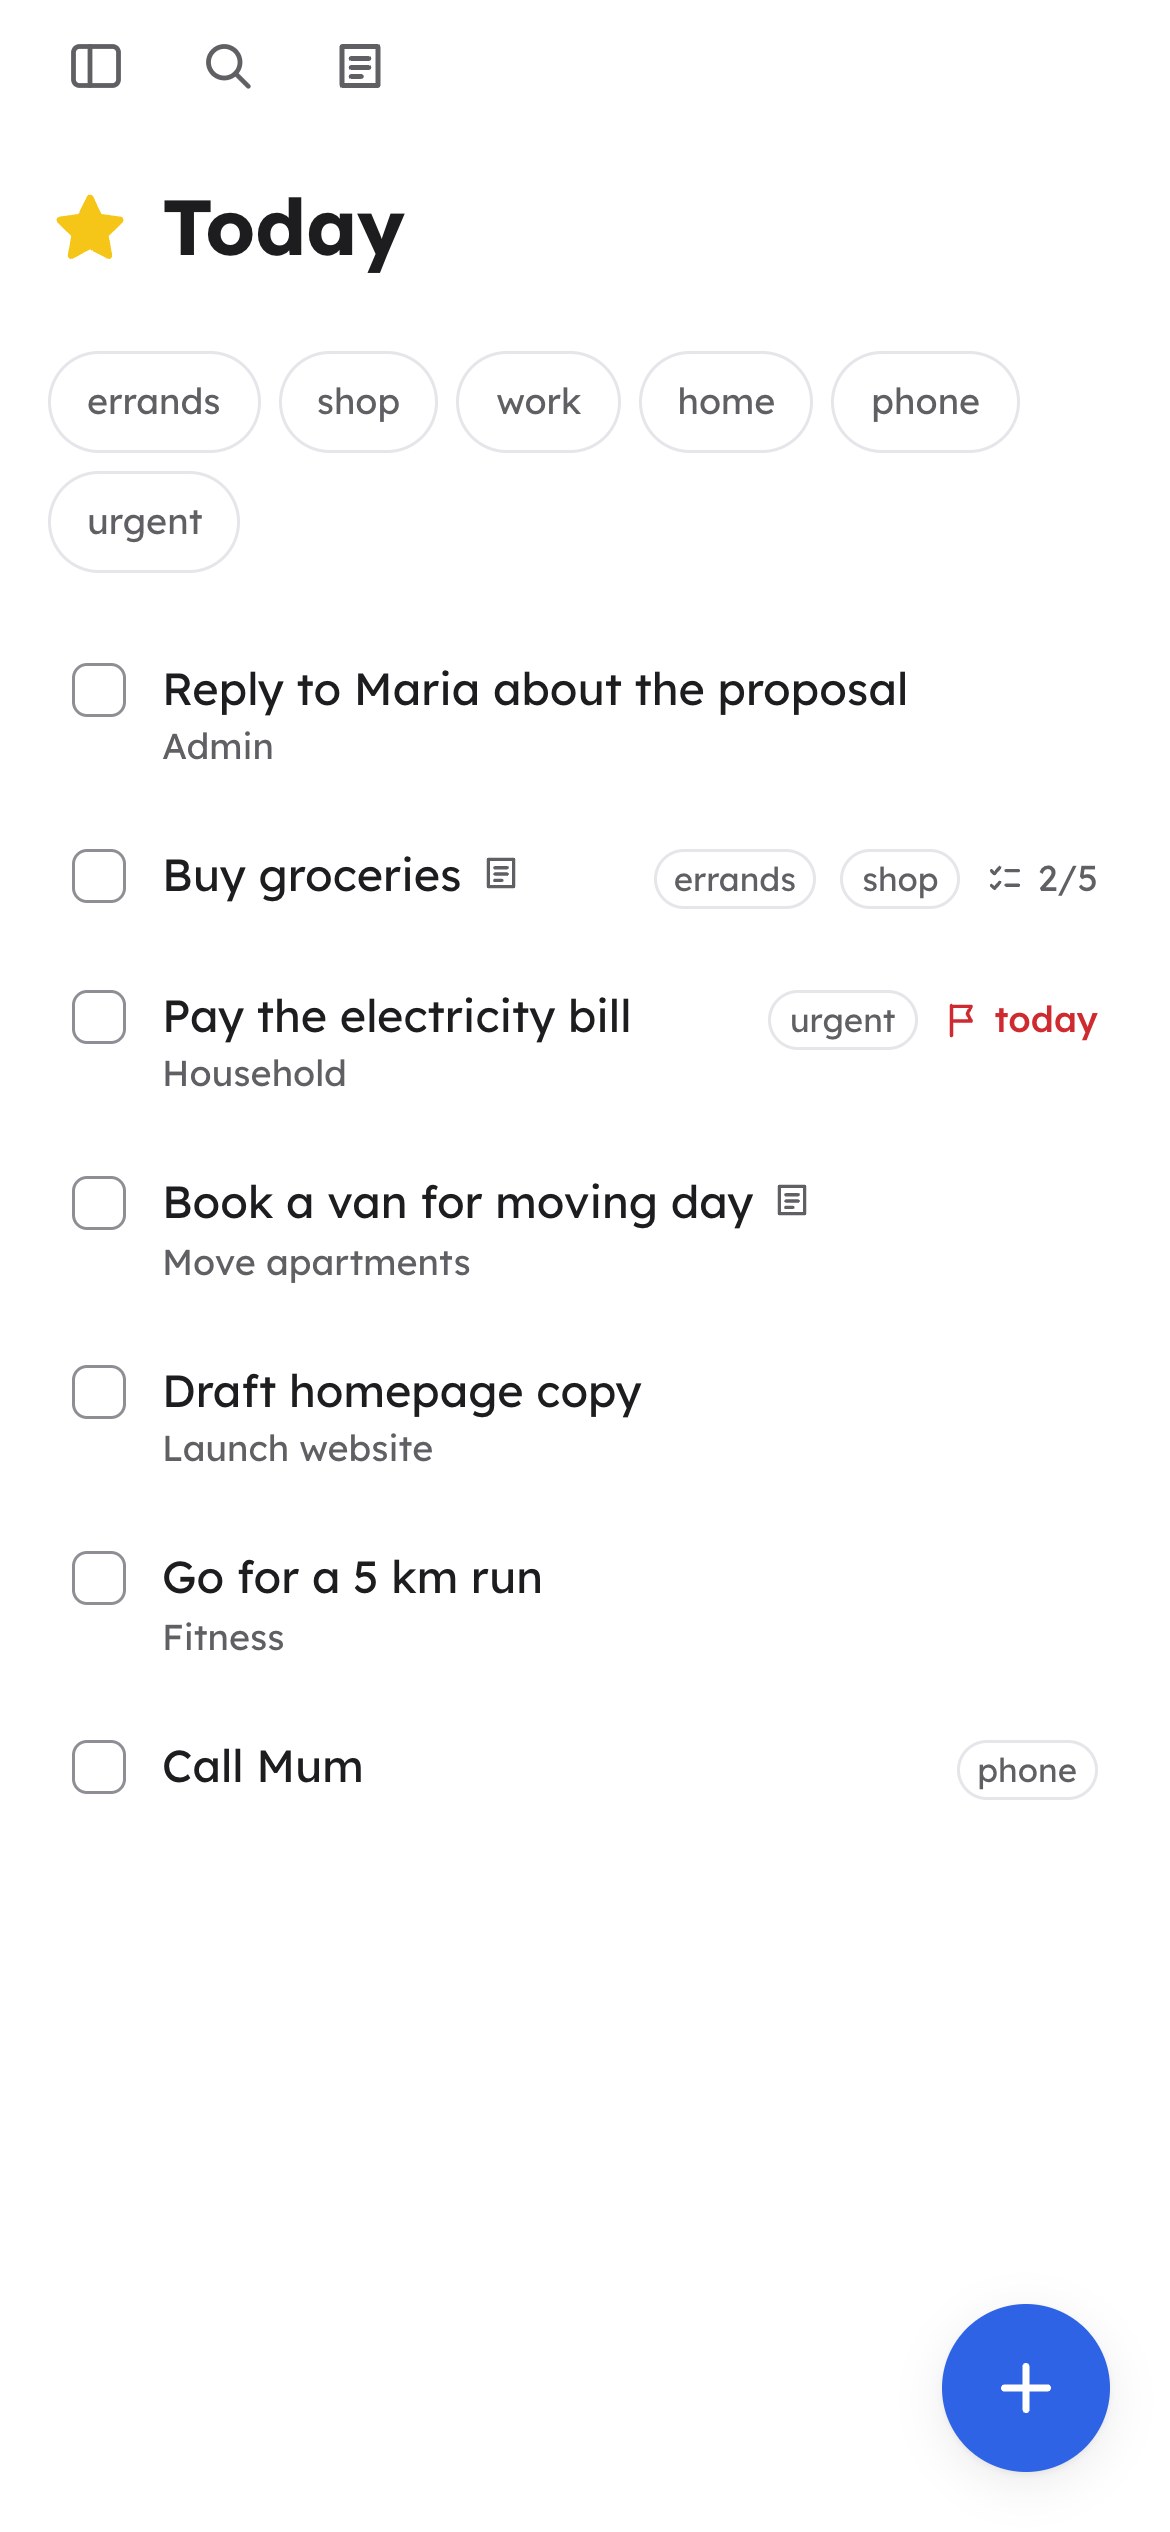 Today
errands shop work home phone
urgent
Reply to Maria about the proposal
Admin
Buy groceries errands shop 2/5
Pay the electricity bill urgent today
Household
Book a van for moving day
Move apartments
Draft homepage copy
Launch website
Go for a 5 km run
Fitness
Call Mum phone